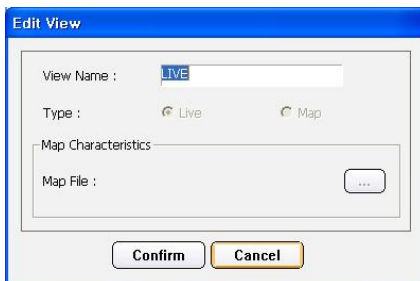 Edit View
View Name : LIVE
Type : Live Map
Map Characteristics
Map File : ...
Confirm Cancel